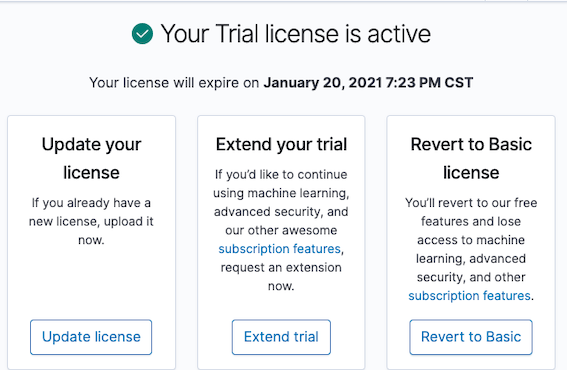 Your Trial license is active
Your license will expire on January 20, 2021 7:23 PM CST
Update your
license
If you already have a
new license, upload it
now.
Update license
Extend your trial
If you'd like to continue
using machine learning,
advanced security, and
our other awesome
subscription features,
request an extension
now.
Extend trial
Revert to Basic
license
You'll revert to our free
features and lose
access to machine
learning, advanced
security, and other
subscription features.
Revert to Basic